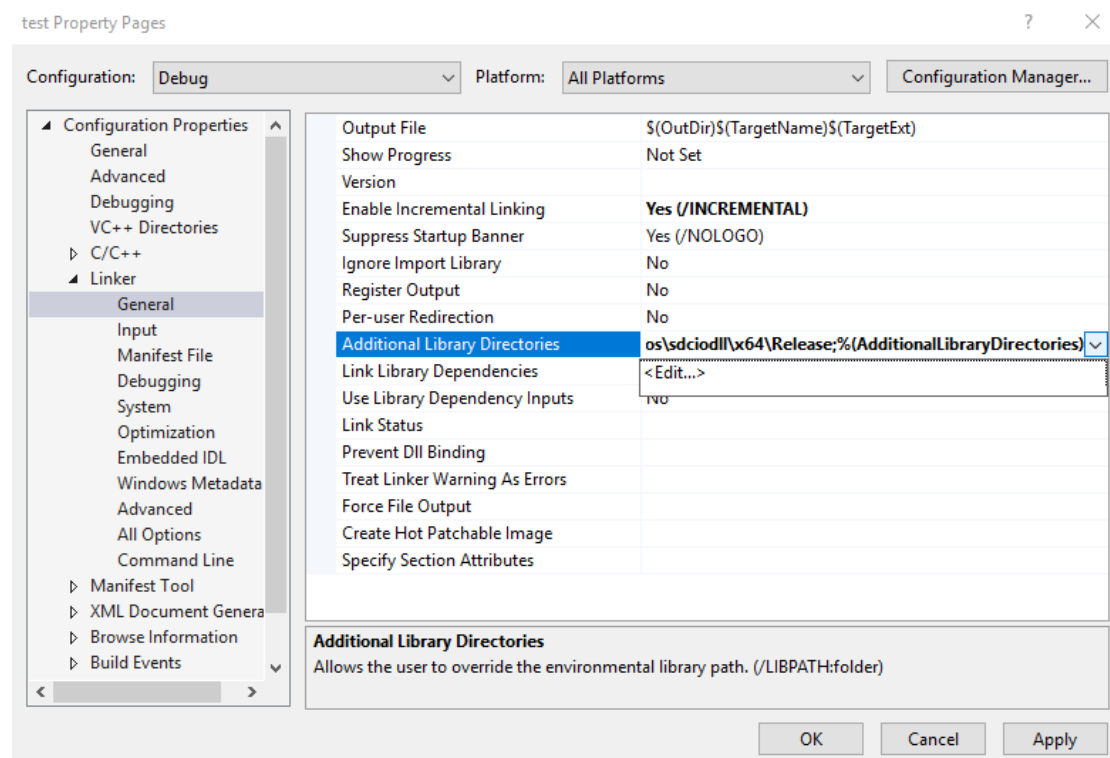 test Property Pages
?
Configuration: Debug Platform: All Platforms Configuration Manager...
Configuration Properties
General
Advanced
Debugging
VC++ Directories
C/C++
Linker
General
Input
Manifest File
Debugging
System
Optimization
Embedded IDL
Windows Metadata
Advanced
All Options
Command Line
Manifest Tool
XML Document Genera
Browse Information
Build Events
Output File $(OutDir)$(TargetName)$(TargetExt)
Show Progress Not Set
Version
Enable Incremental Linking Yes (/INCREMENTAL)
Suppress Startup Banner Yes (/NOLOGO)
Ignore Import Library No
Register Output No
Per-user Redirection No
Additional Library Directories os\sdciodll\x64\Release;%(AdditionalLibraryDirectories)
Link Library Dependencies <Edit...>
Use Library Dependency Inputs No
Link Status
Prevent Dll Binding
Treat Linker Warning As Errors
Force File Output
Create Hot Patchable Image
Specify Section Attributes
Additional Library Directories
Allows the user to override the environmental library path. (/LIBPATH:folder)
OK Cancel Apply